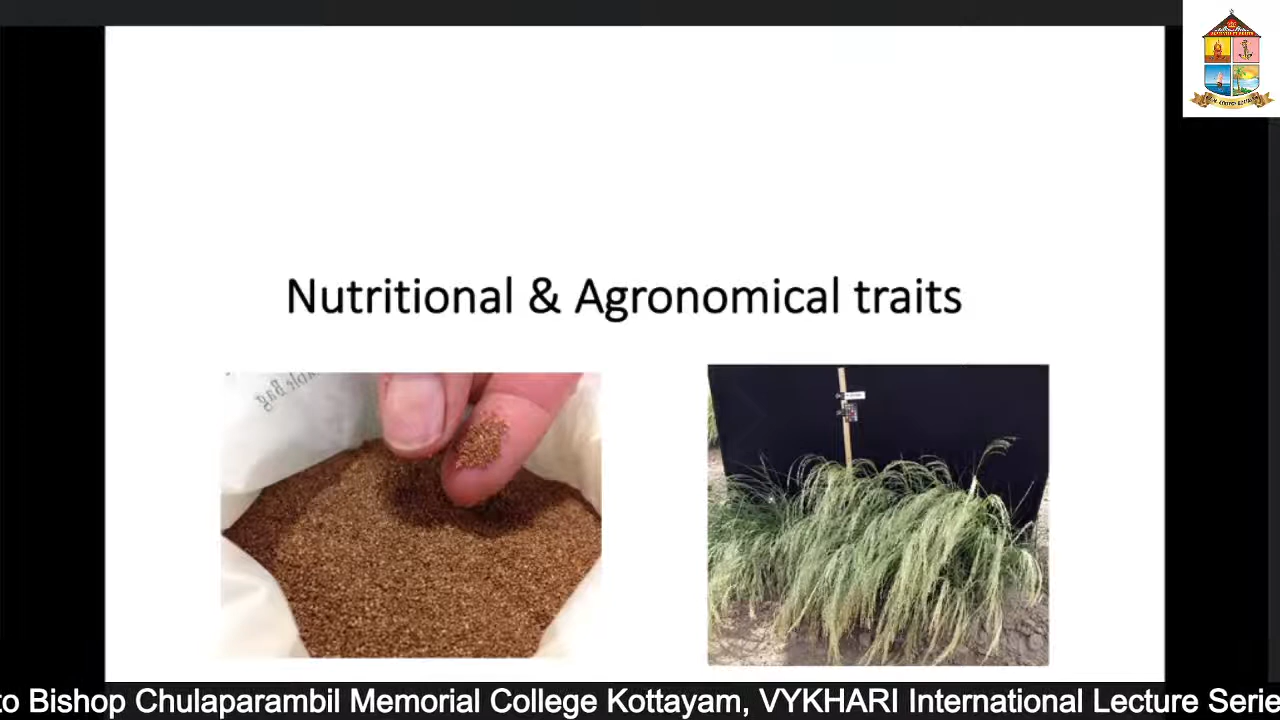 Nutritional & Agronomical traits
to Bishop Chulaparambil Memorial College Kottayam, VYKHARI International Lecture Serie